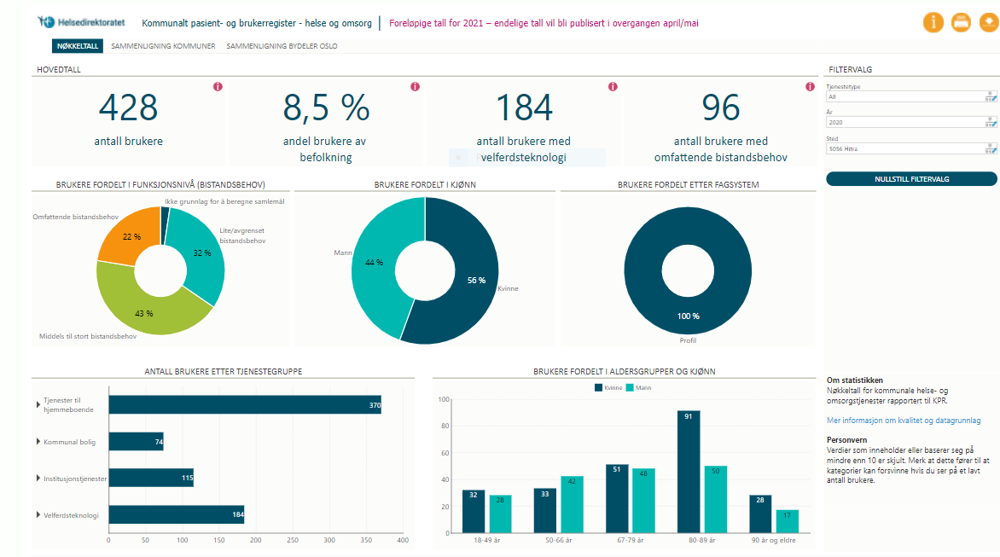 Helsedirektoratet
Kommunalt pasient- og brukerregister - helse og omsorg
Foreløpige tall for 2021 – endelige tall vil bli publisert i overgangen april/mai
NØKKELTALL
SAMMENLIGNING KOMMUNER
SAMMENLIGNING BYDELER OSLO
HOVEDTALL
428
antall brukere
8,5 %
andel brukere av
befolkning
184
antall brukere med
velferdsteknologi
96
antall brukere med
omfattende bistandsbehov
FILTERVALG
Tjenestetype
All
År
2020
Sted
5056 Hitra
NULLSTILL FILTERVALG
BRUKERE FORDELT I FUNKSJONSNIVÅ (BISTANDSBEHOV)
Ikke grunnlag for å beregne samlemål
Omfattende bistandsbehov
Lite/avgrenset
bistandsbehov
22 %
32 %
43 %
Middels til stort bistandsbehov
BRUKERE FORDELT I KJØNN
Mann
44 %
56 %
Kvinne
BRUKERE FORDELT ETTER FAGSYSTEM
100 %
Profil
ANTALL BRUKERE ETTER TJENESTEGRUPPE
Tjenester til
hjemmeboende
370
Kommunal bolig
74
Institusjonstjenester
115
Velferdsteknologi
184
0 50 100 150 200 250 300 350 400
BRUKERE FORDELT I ALDERSGRUPPER OG KJØNN
Kvinne Mann
100
80
60
40
20
0
32 28
33 42
51 48
91 50
28 17
18-49 år 50-66 år 67-79 år 80-89 år 90 år og eldre
Om statistikken
Nøkkeltall for kommunale helse- og
omsorgstjenester rapportert til KPR.
Mer informasjon om kvalitet og datagrunnlag
Personvern
Verdier som inneholder eller baserer seg på
mindre enn 10 er skjult. Merk at dette fører til at
kategorier kan forsvinne hvis du ser på et lavt
antall brukere.